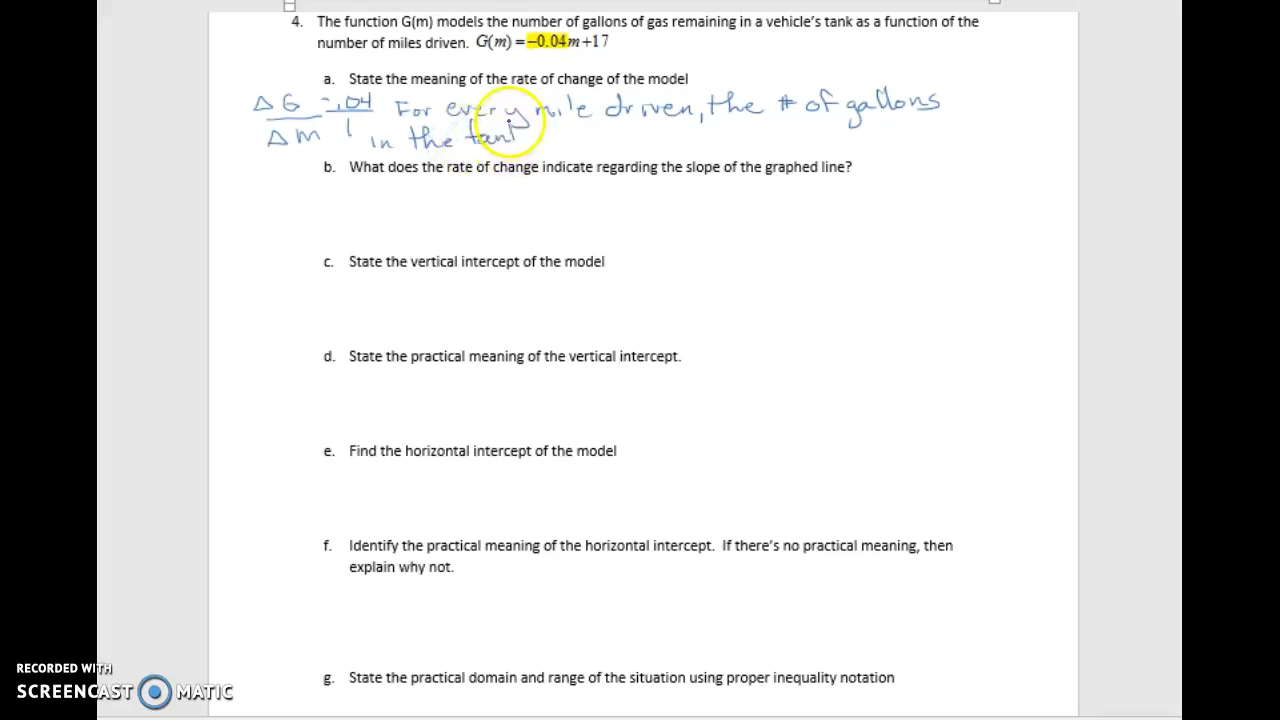 4. The function G(m) models the number of gallons of gas remaining in a vehicle's tank as a function of the
number of miles driven. G(m) = −0.04m+17
a. State the meaning of the rate of change of the model
ΔG -.04 For every mile driven, the # of gallons
Δm 1 in the tank
b. What does the rate of change indicate regarding the slope of the graphed line?
c. State the vertical intercept of the model
d. State the practical meaning of the vertical intercept.
e. Find the horizontal intercept of the model
f. Identify the practical meaning of the horizontal intercept. If there's no practical meaning, then
explain why not.
g. State the practical domain and range of the situation using proper inequality notation
RECORDED WITH
SCREENCAST MATIC